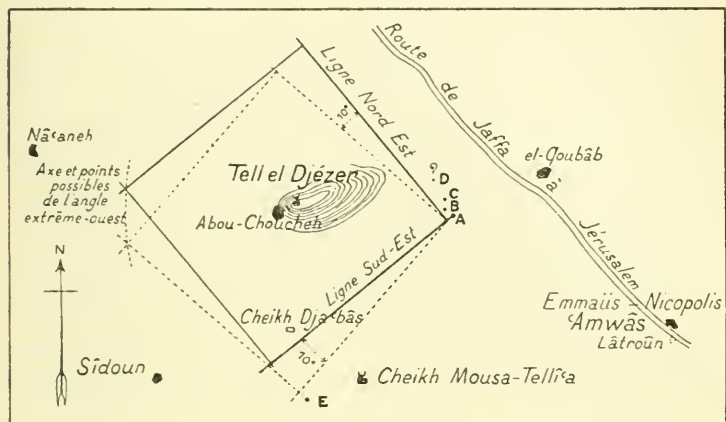 Route de Jaffa à Jérusalem
Ligne Nord Est
10°
Nâ‘aneh
Axe et points
possibles
de l'angle
extrême-ouest
Tell el Djézer
Abou-Choucheh
?
D
C
B
A
el-Qoubâb
Ligne Sud-Est
N
Cheikh Dja‘bâs
10°
Emmaüs-Nicopolis
‘Amwâs
Lâtroûn
Sîdoun
Cheikh Mousa-Tellî‘a
E